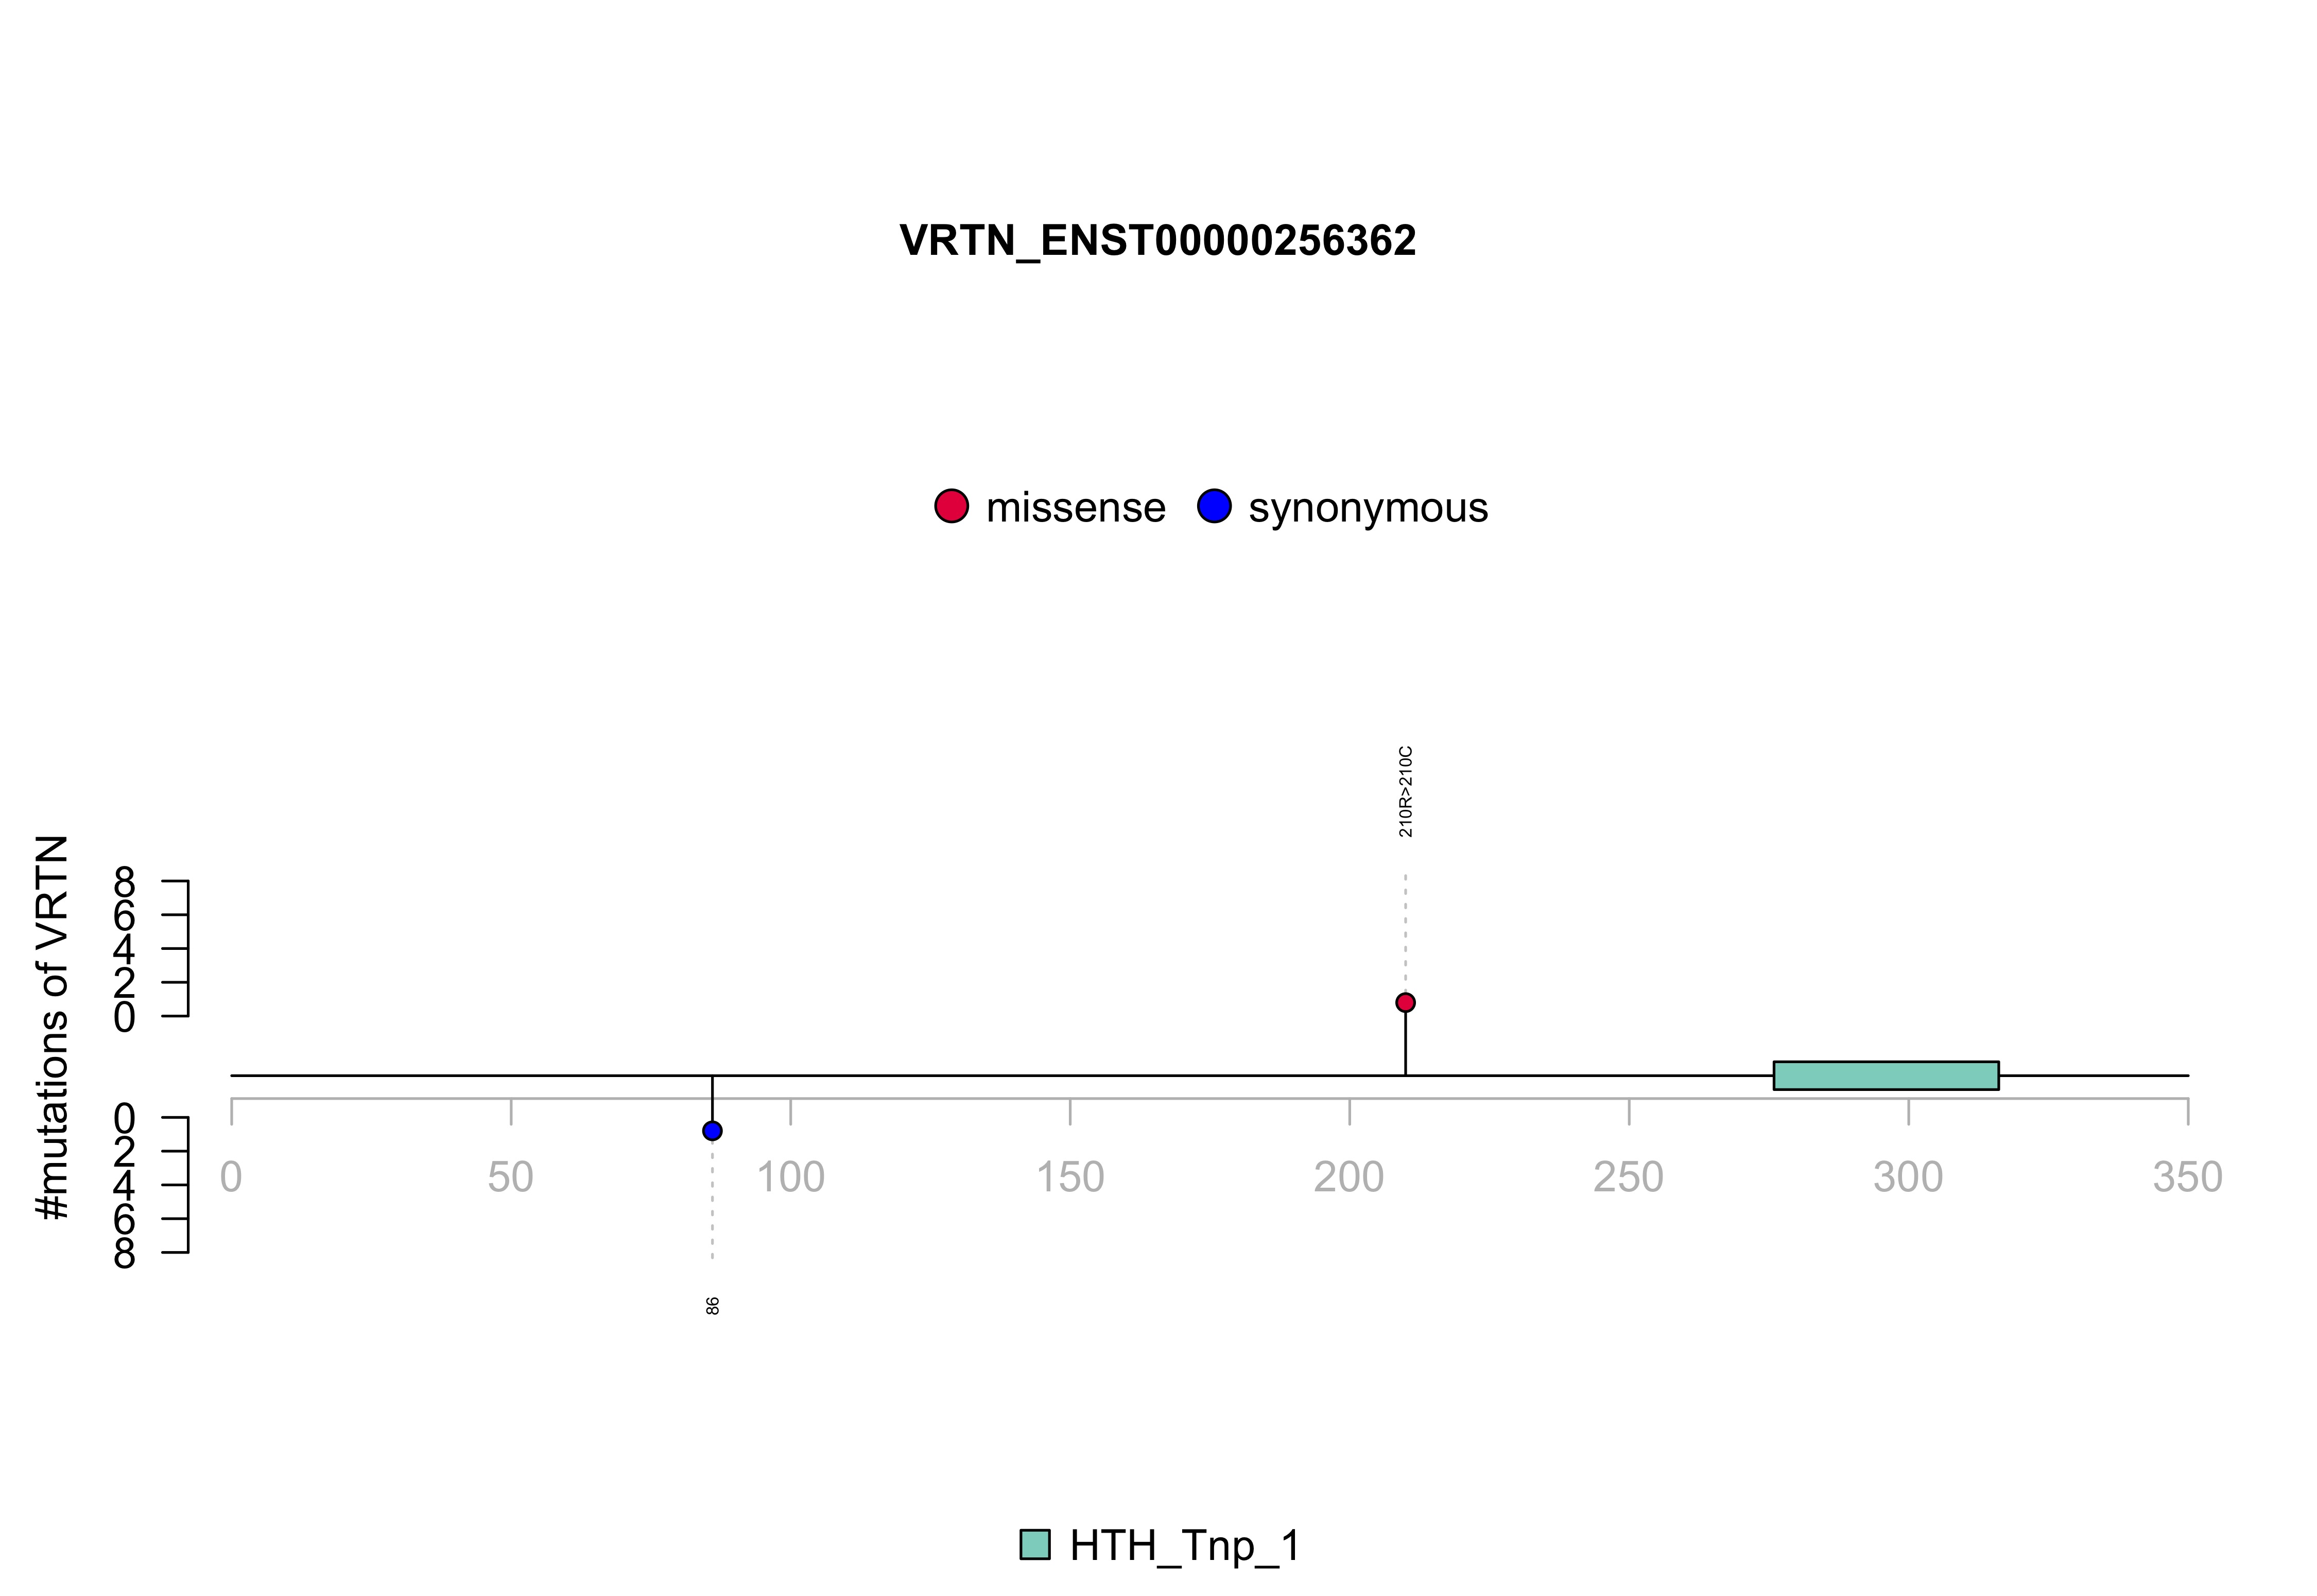 VRTN_ENST00000256362
missense synonymous
210R>210C
#mutations of VRTN
8
6
4
2
0
0
2
4
6
8
0 50 100 150 200 250 300 350
86
HTH_Tnp_1